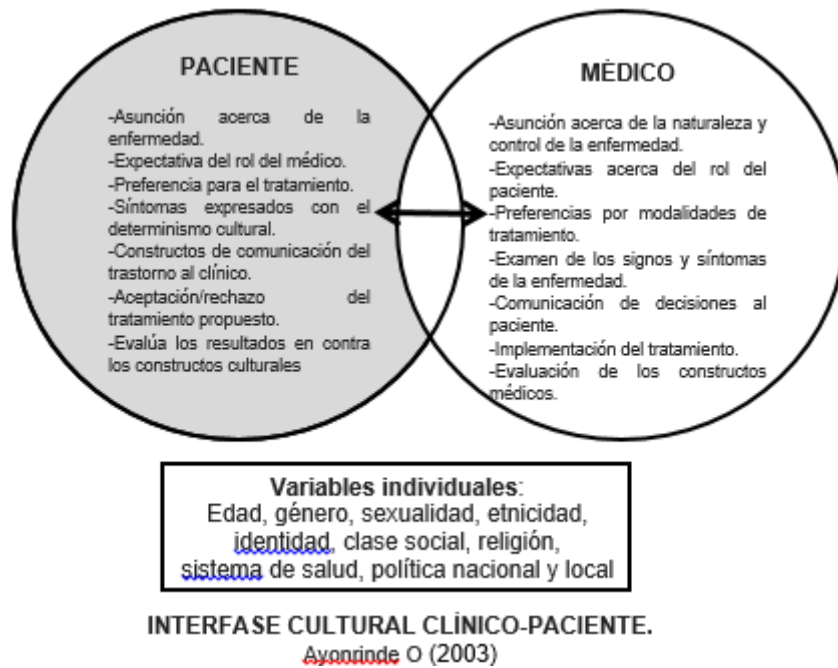 PACIENTE
-Asunción acerca de la
enfermedad.
-Expectativa del rol del médico.
-Preferencia para el tratamiento.
-Síntomas expresados con el
determinismo cultural.
-Constructos de comunicación del
trastorno al clínico.
-Aceptación/rechazo del
tratamiento propuesto.
-Evalúa los resultados en contra
los constructos culturales
MÉDICO
-Asunción acerca de la naturaleza y
control de la enfermedad.
-Expectativas acerca del rol del
paciente.
-Preferencias por modalidades de
tratamiento.
-Examen de los signos y síntomas
de la enfermedad.
-Comunicación de decisiones al
paciente.
-Implementación del tratamiento.
-Evaluación de los constructos
médicos.
Variables individuales:
Edad, género, sexualidad, etnicidad,
identidad, clase social, religión,
sistema de salud, política nacional y local
INTERFASE CULTURAL CLÍNICO-PACIENTE.
Ayonrinde O (2003)